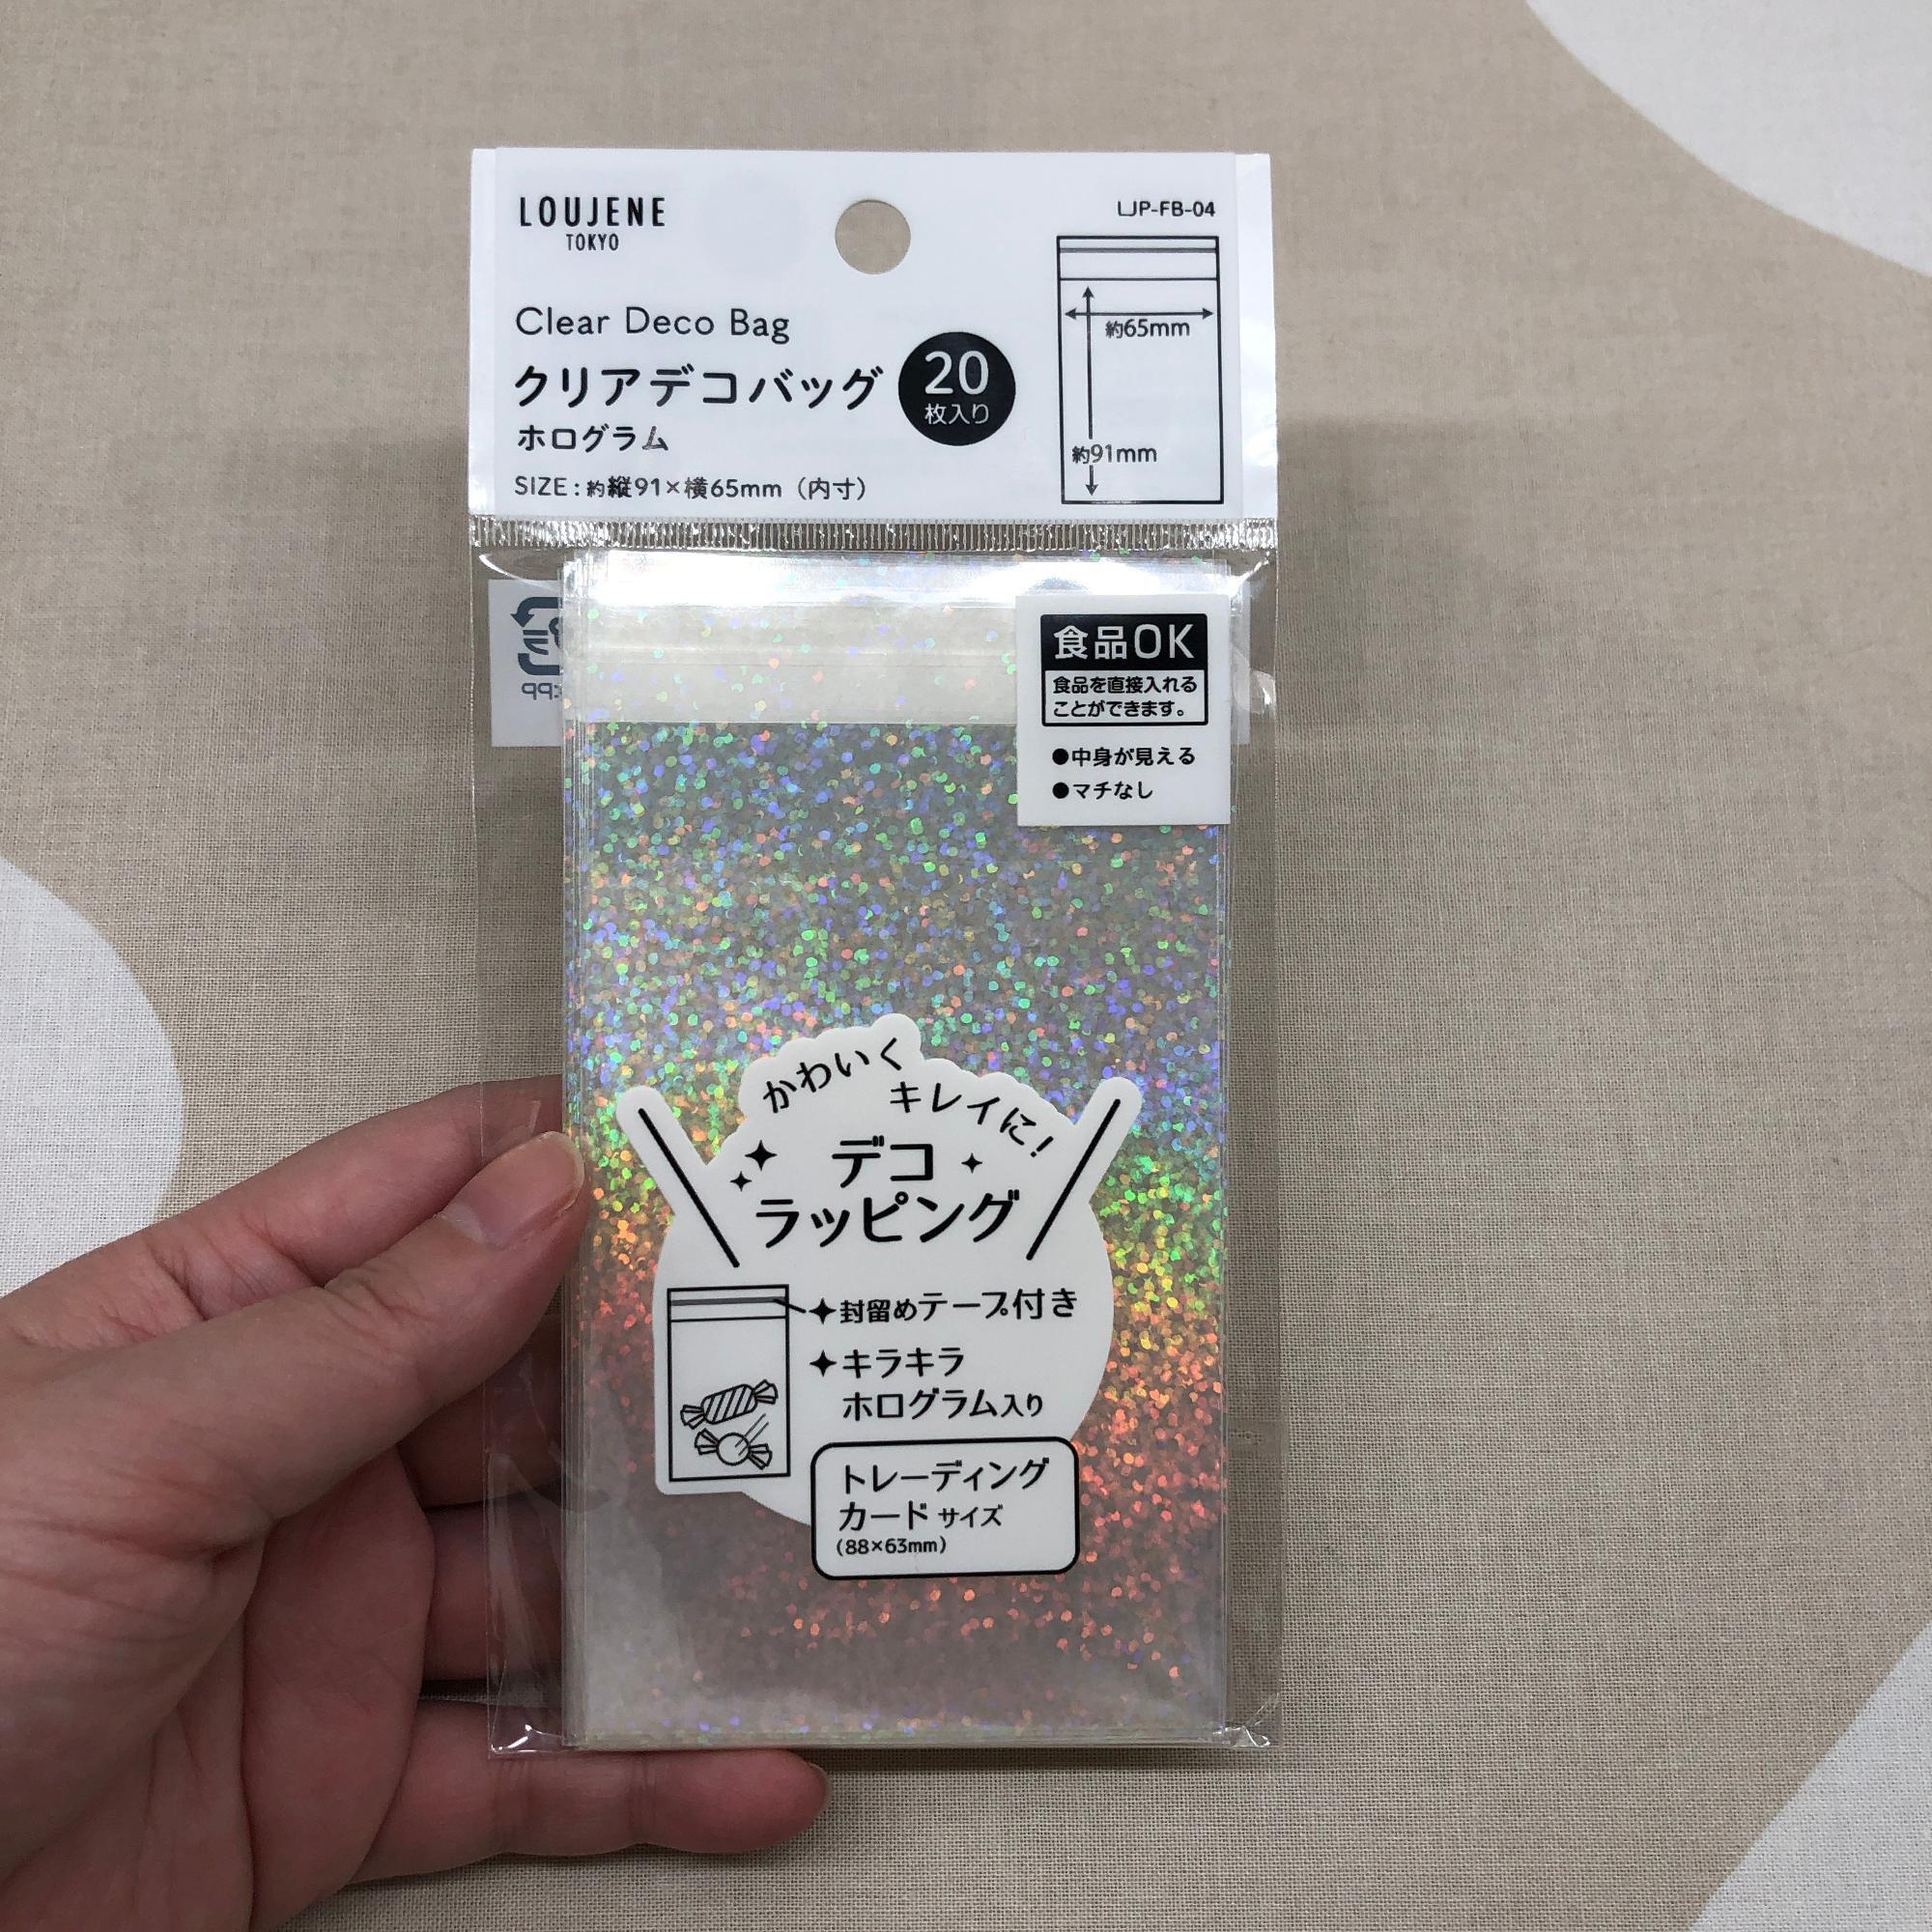 LOUJENE
TOKYO
LJP-FB-04
Clear Deco Bag
クリアデコバッグ
ホログラム
20
枚入り
SIZE:約縦91×横65mm(内寸)
約65mm
約91mm
食品OK
食品を直接入れる
ことができます。
●中身が見える
●マチなし
かわいく
キレイに!
デコ
ラッピング
封留めテープ付き
キラキラ
ホログラム入り
トレーディング
カード サイズ
(88×63mm)